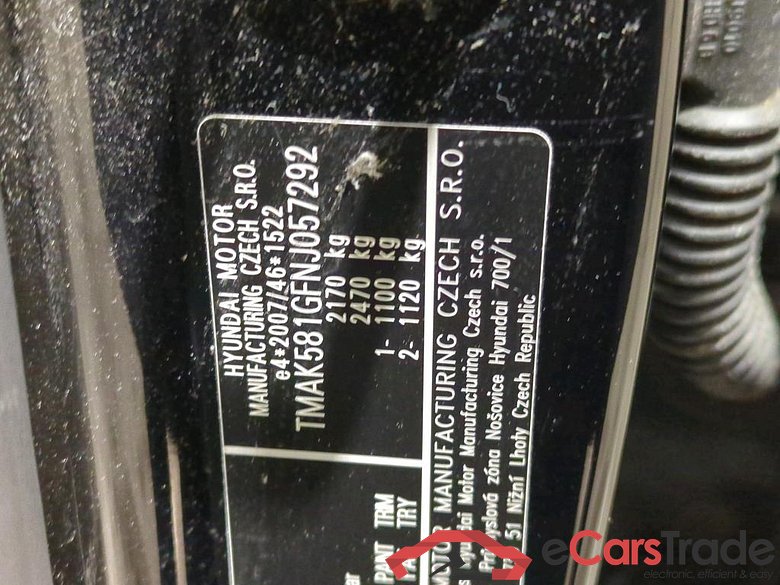 HYUNDAI MOTOR
MANUFACTURING CZECH S.R.O.
e4*2007/46*1522
TMAK581GFNJ057292
2170 kg
2470 kg
1- 1100 kg
2- 1120 kg
PAINT TRIM
TRY
MOTOR MANUFACTURING CZECH S.R.O.
Hyundai Motor Manufacturing Czech s.r.o.
Průmyslová zóna Nošovice Hyundai 700/1
51 Nižní Lhoty Czech Republic
eCarsTrade
electronic, efficient & easy